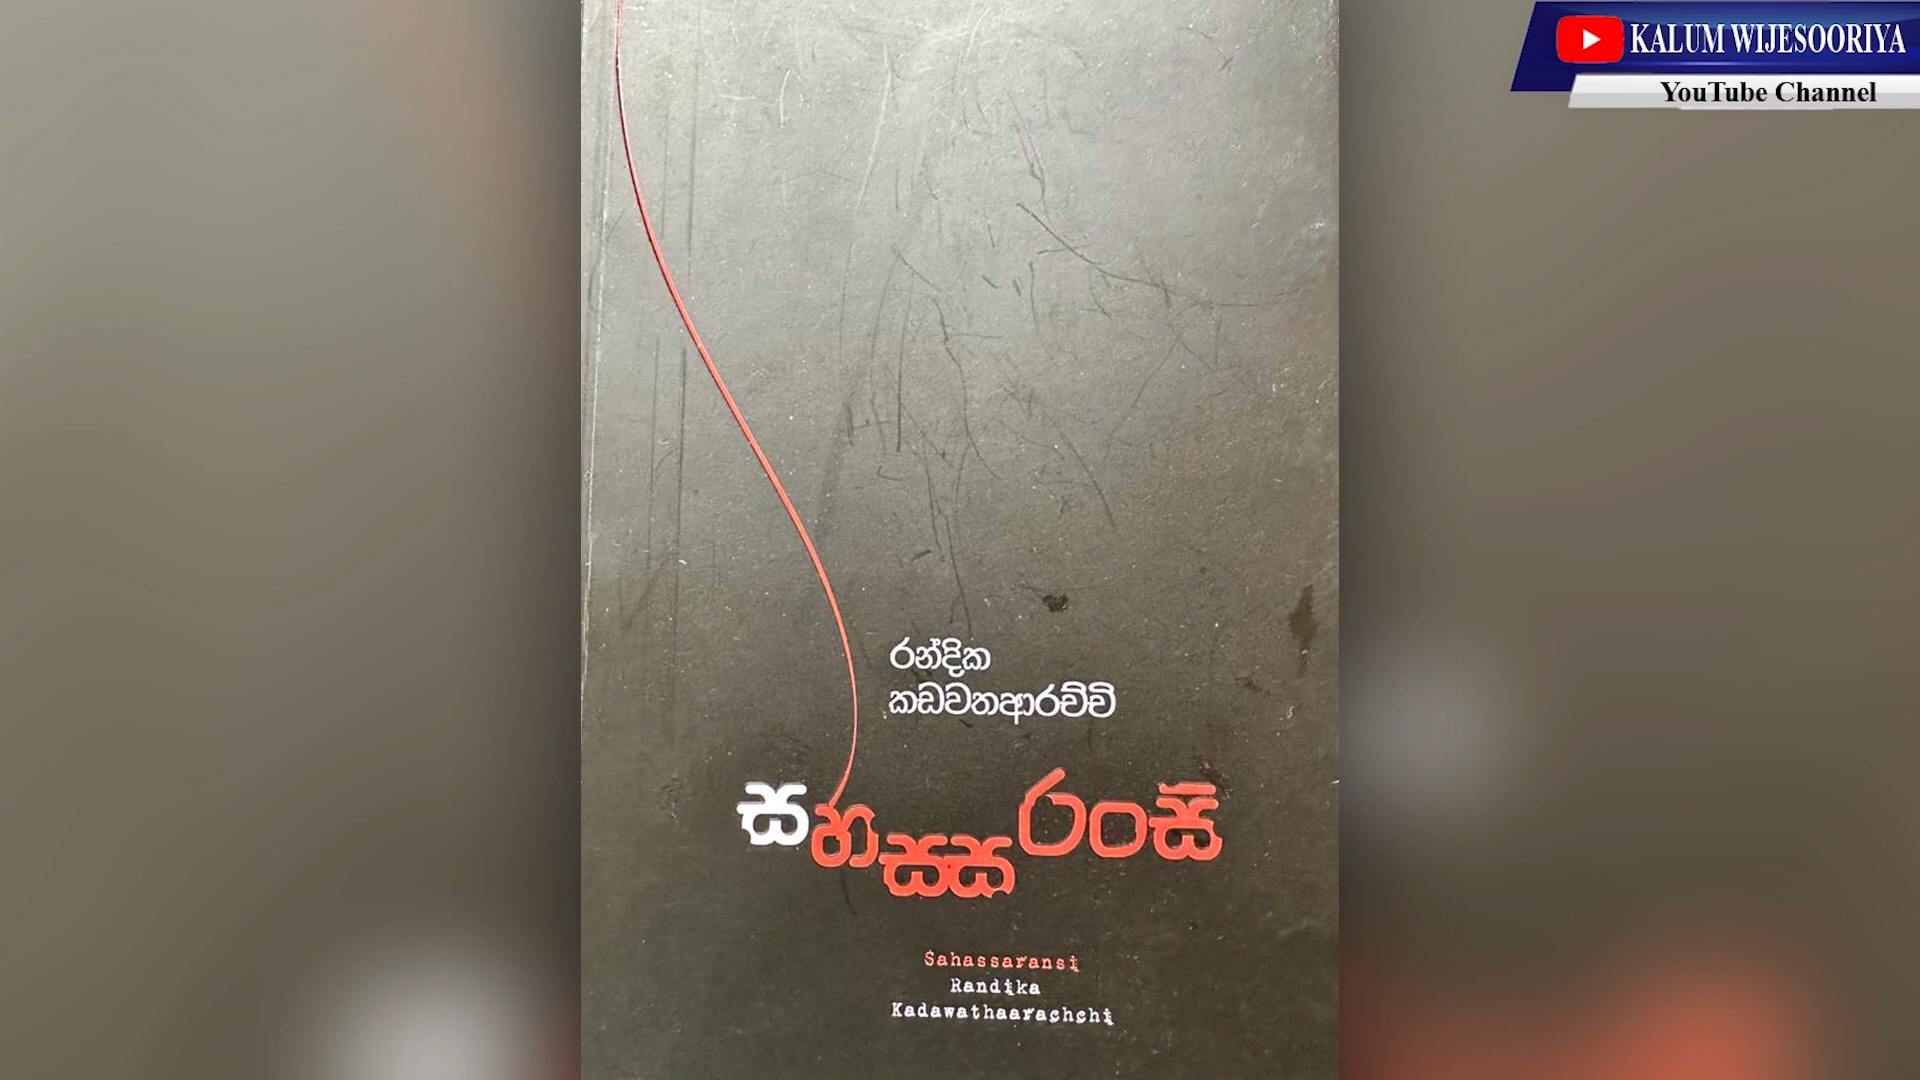 KALUM WIJESOORIYA
YouTube Channel
රන්දික
කඩවතආරච්චි
සහස්සරංසි
Sahassaransi
Randika
Kadawathaarachchi